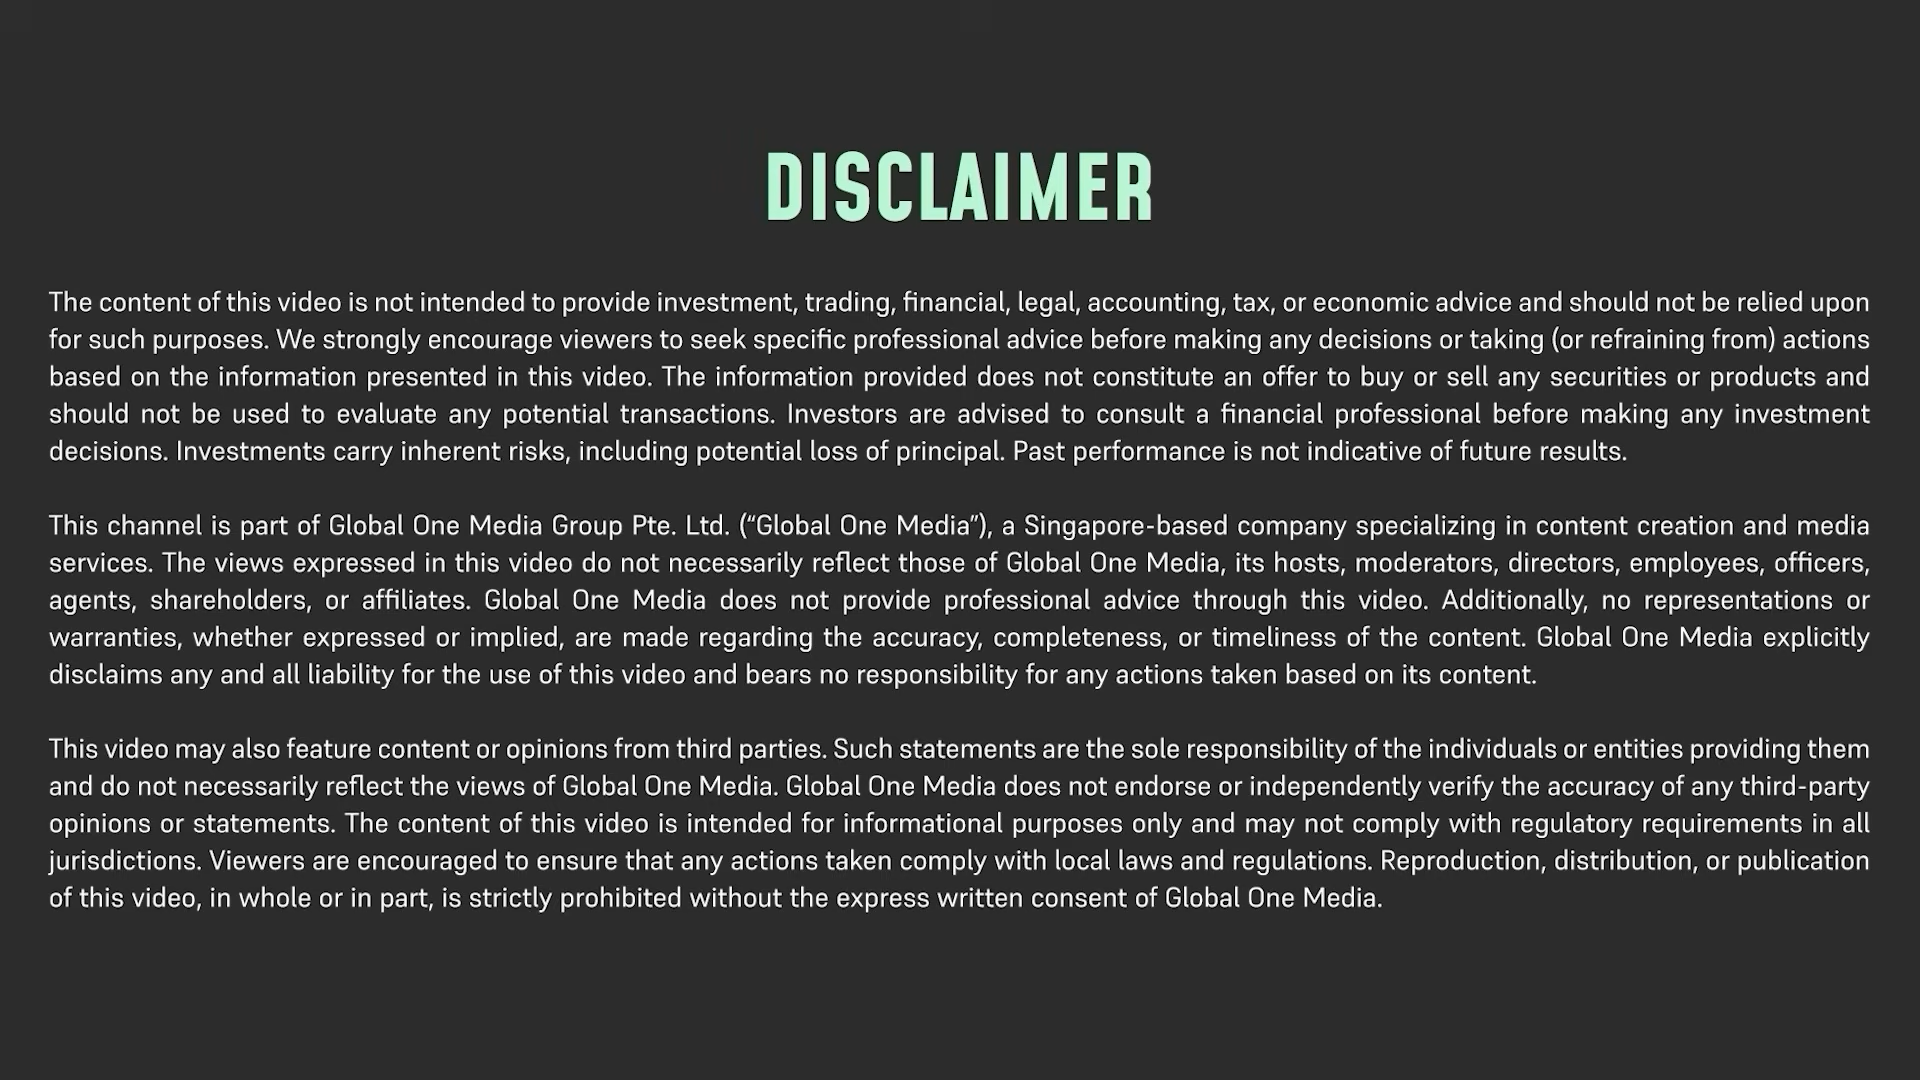 DISCLAIMER
The content of this video is not intended to provide investment, trading, financial, legal, accounting, tax, or economic advice and should not be relied upon
for such purposes. We strongly encourage viewers to seek specific professional advice before making any decisions or taking (or refraining from) actions
based on the information presented in this video. The information provided does not constitute an offer to buy or sell any securities or products and
should not be used to evaluate any potential transactions. Investors are advised to consult a financial professional before making any investment
decisions. Investments carry inherent risks, including potential loss of principal. Past performance is not indicative of future results.
This channel is part of Global One Media Group Pte. Ltd. (“Global One Media”), a Singapore-based company specializing in content creation and media
services. The views expressed in this video do not necessarily reflect those of Global One Media, its hosts, moderators, directors, employees, officers,
agents, shareholders, or affiliates. Global One Media does not provide professional advice through this video. Additionally, no representations or
warranties, whether expressed or implied, are made regarding the accuracy, completeness, or timeliness of the content. Global One Media explicitly
disclaims any and all liability for the use of this video and bears no responsibility for any actions taken based on its content.
This video may also feature content or opinions from third parties. Such statements are the sole responsibility of the individuals or entities providing them
and do not necessarily reflect the views of Global One Media. Global One Media does not endorse or independently verify the accuracy of any third-party
opinions or statements. The content of this video is intended for informational purposes only and may not comply with regulatory requirements in all
jurisdictions. Viewers are encouraged to ensure that any actions taken comply with local laws and regulations. Reproduction, distribution, or publication
of this video, in whole or in part, is strictly prohibited without the express written consent of Global One Media.